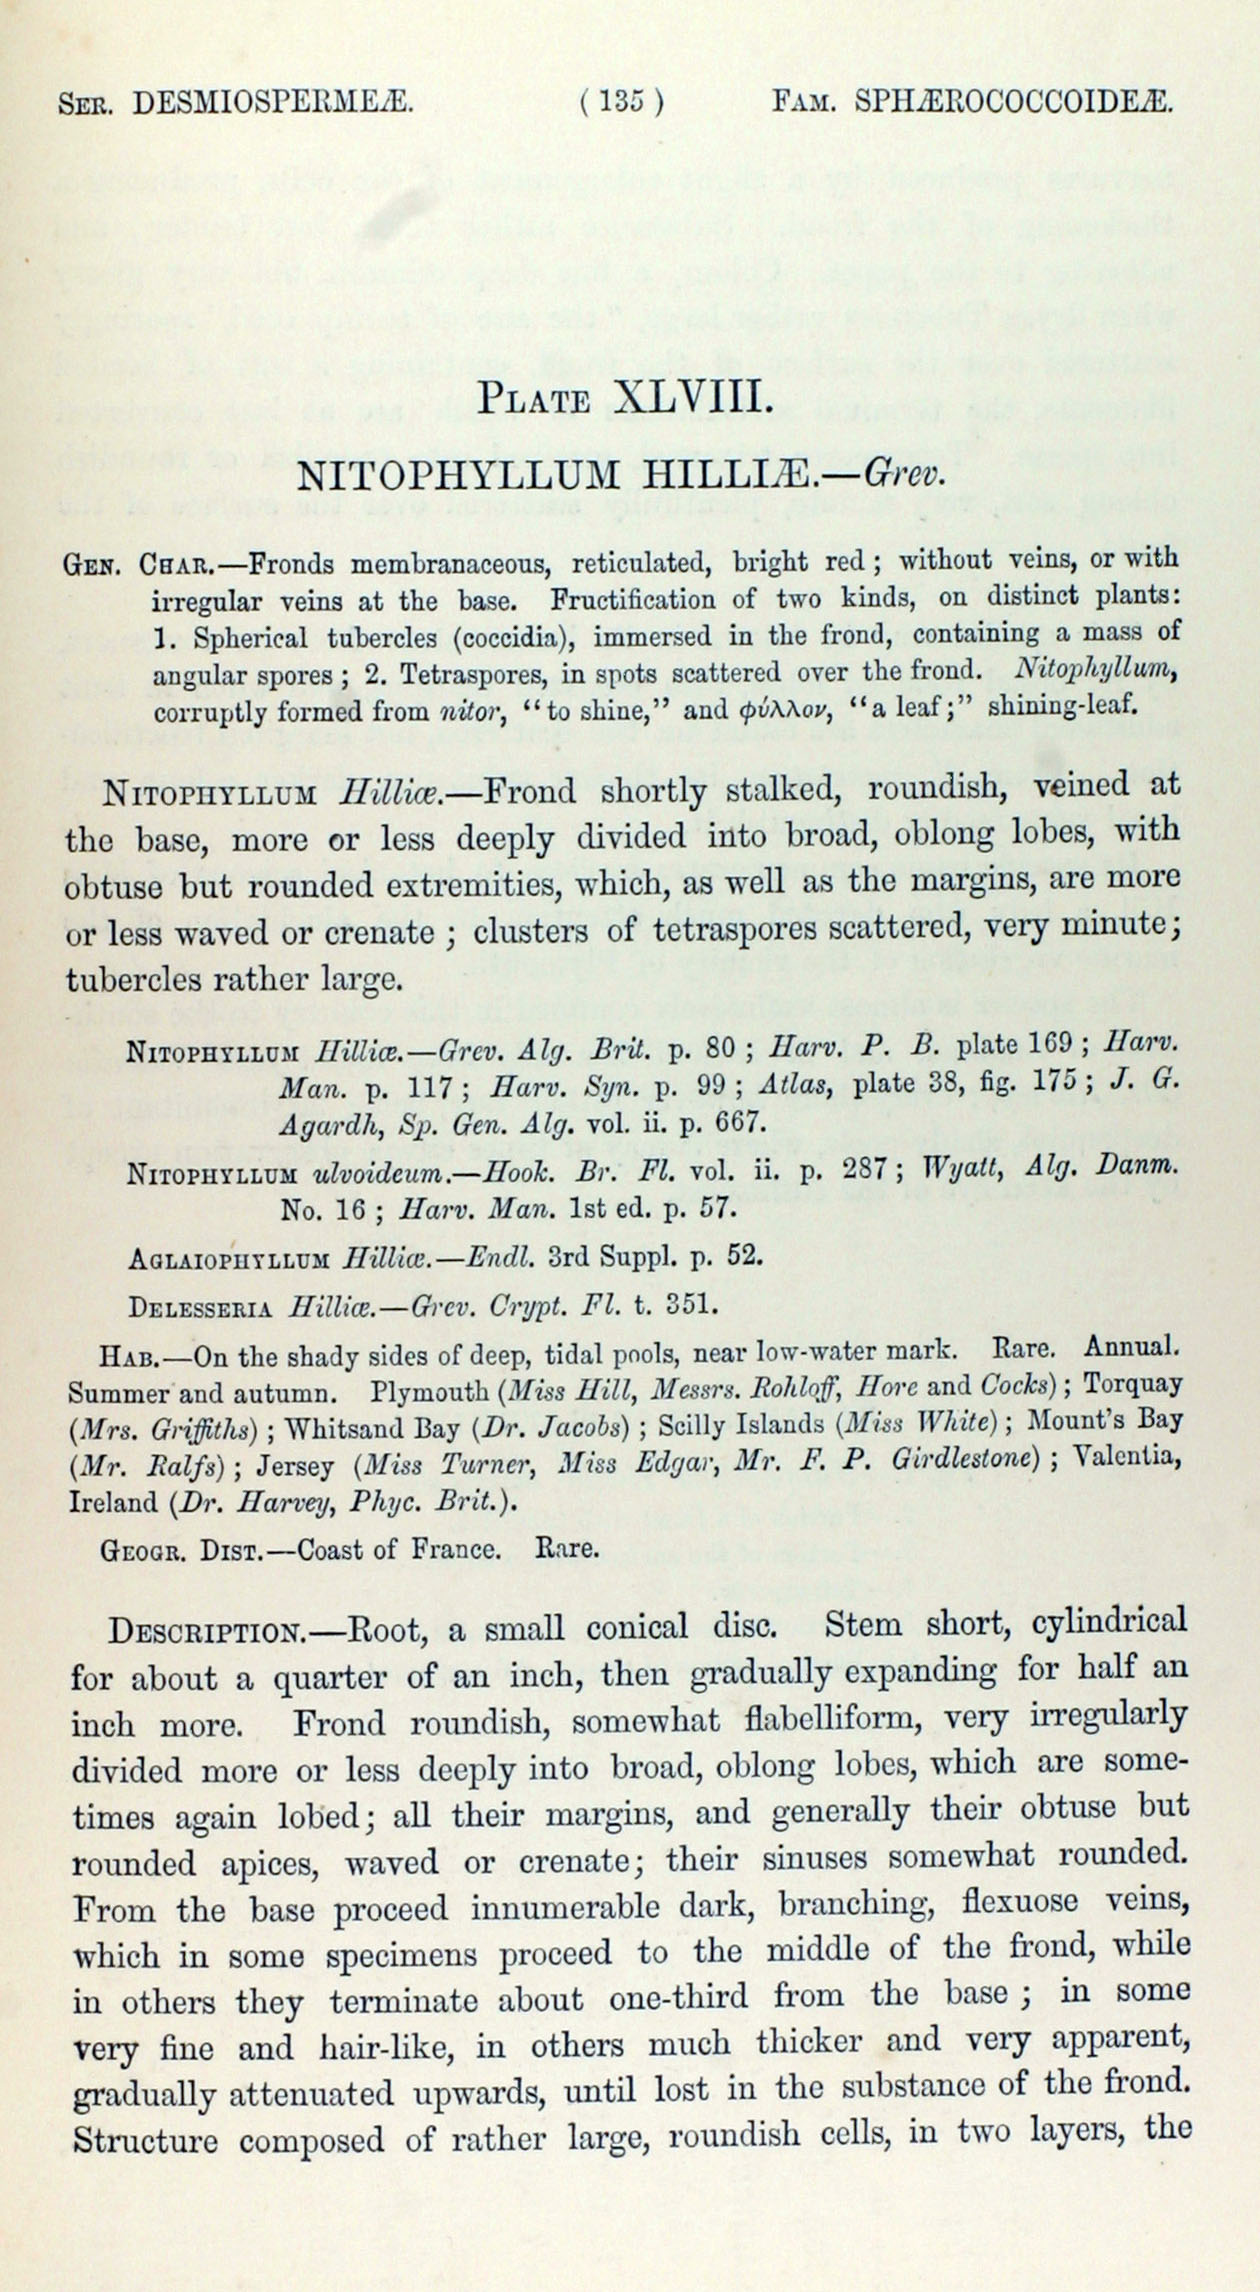 Ser. DESMIOSPERMEÆ. (135) Fam. SPHÆROCOCCOIDEÆ.
Plate XLVIII.
NITOPHYLLUM HILLIÆ.—Grev.
Gen. Char.—Fronds membranaceous, reticulated, bright red; without veins, or with
irregular veins at the base. Fructification of two kinds, on distinct plants:
1. Spherical tubercles (coccidia), immersed in the frond, containing a mass of
angular spores; 2. Tetraspores, in spots scattered over the frond. Nitophyllum,
corruptly formed from nitor, “to shine,” and φύλλον, “a leaf;” shining-leaf.
Nitophyllum Hilliæ.—Frond shortly stalked, roundish, veined at
the base, more or less deeply divided into broad, oblong lobes, with
obtuse but rounded extremities, which, as well as the margins, are more
or less waved or crenate; clusters of tetraspores scattered, very minute;
tubercles rather large.
Nitophyllum Hilliæ.—Grev. Alg. Brit. p. 80; Harv. P. B. plate 169; Harv.
Man. p. 117; Harv. Syn. p. 99; Atlas, plate 38, fig. 175; J. G.
Agardh, Sp. Gen. Alg. vol. ii. p. 667.
Nitophyllum ulvoideum.—Hook. Br. Fl. vol. ii. p. 287; Wyatt, Alg. Danm.
No. 16; Harv. Man. 1st ed. p. 57.
Aglaiophyllum Hilliæ.—Endl. 3rd Suppl. p. 52.
Delesseria Hilliæ.—Grev. Crypt. Fl. t. 351.
Hab.—On the shady sides of deep, tidal pools, near low-water mark. Rare. Annual.
Summer and autumn. Plymouth (Miss Hill, Messrs. Rohloff, Hore and Cocks); Torquay
(Mrs. Griffiths); Whitsand Bay (Dr. Jacobs); Scilly Islands (Miss White); Mount's Bay
(Mr. Ralfs); Jersey (Miss Turner, Miss Edgar, Mr. F. P. Girdlestone); Valentia,
Ireland (Dr. Harvey, Phyc. Brit.).
Geogr. Dist.—Coast of France. Rare.
Description.—Root, a small conical disc. Stem short, cylindrical
for about a quarter of an inch, then gradually expanding for half an
inch more. Frond roundish, somewhat flabelliform, very irregularly
divided more or less deeply into broad, oblong lobes, which are some-
times again lobed; all their margins, and generally their obtuse but
rounded apices, waved or crenate; their sinuses somewhat rounded.
From the base proceed innumerable dark, branching, flexuose veins,
which in some specimens proceed to the middle of the frond, while
in others they terminate about one-third from the base; in some
very fine and hair-like, in others much thicker and very apparent,
gradually attenuated upwards, until lost in the substance of the frond.
Structure composed of rather large, roundish cells, in two layers, the